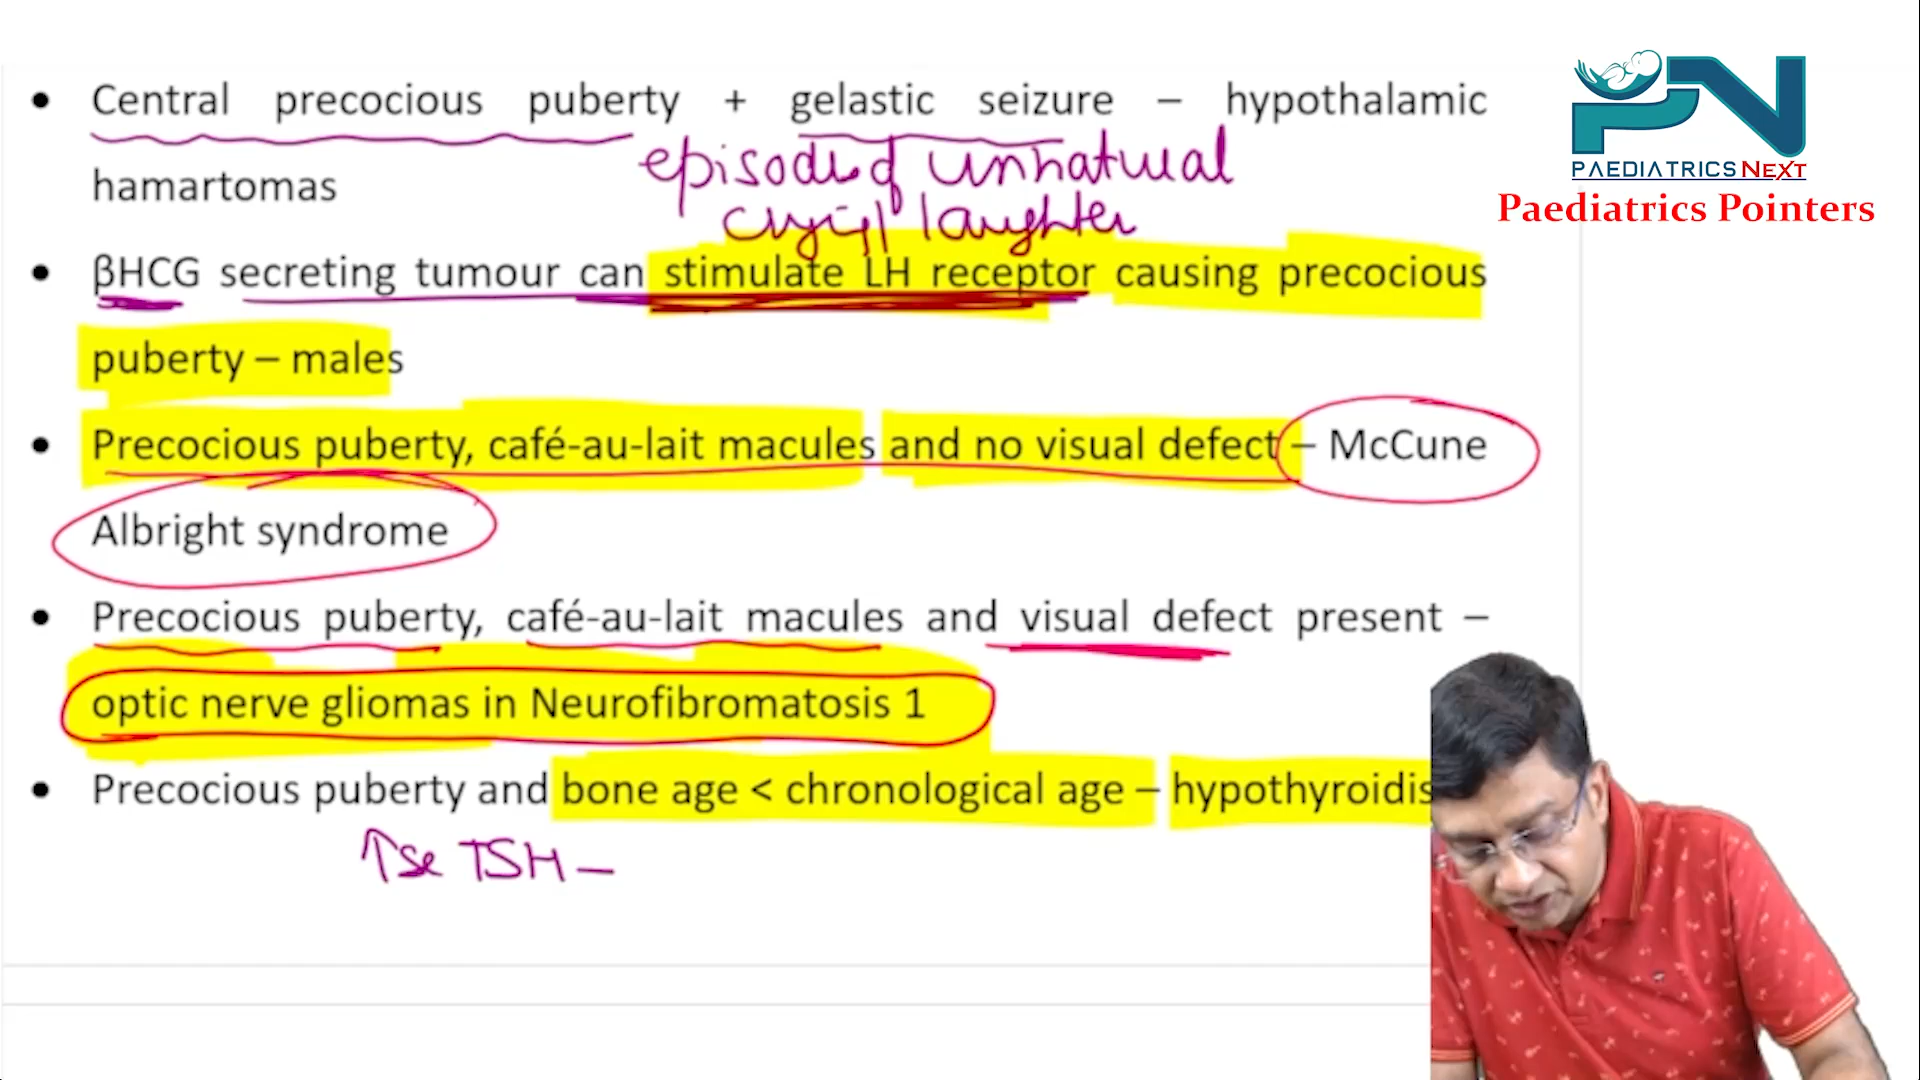 • Central precocious puberty + gelastic seizure – hypothalamic
hamartomas
episodes of unnatural
crying / laughter
• βHCG secreting tumour can stimulate LH receptor causing precocious
puberty – males
• Precocious puberty, café-au-lait macules and no visual defect – McCune
Albright syndrome
• Precocious puberty, café-au-lait macules and visual defect present –
optic nerve gliomas in Neurofibromatosis 1
• Precocious puberty and bone age < chronological age – hypothyroidis
↑se TSH –
PN
PAEDIATRICS NEXT
Paediatrics Pointers